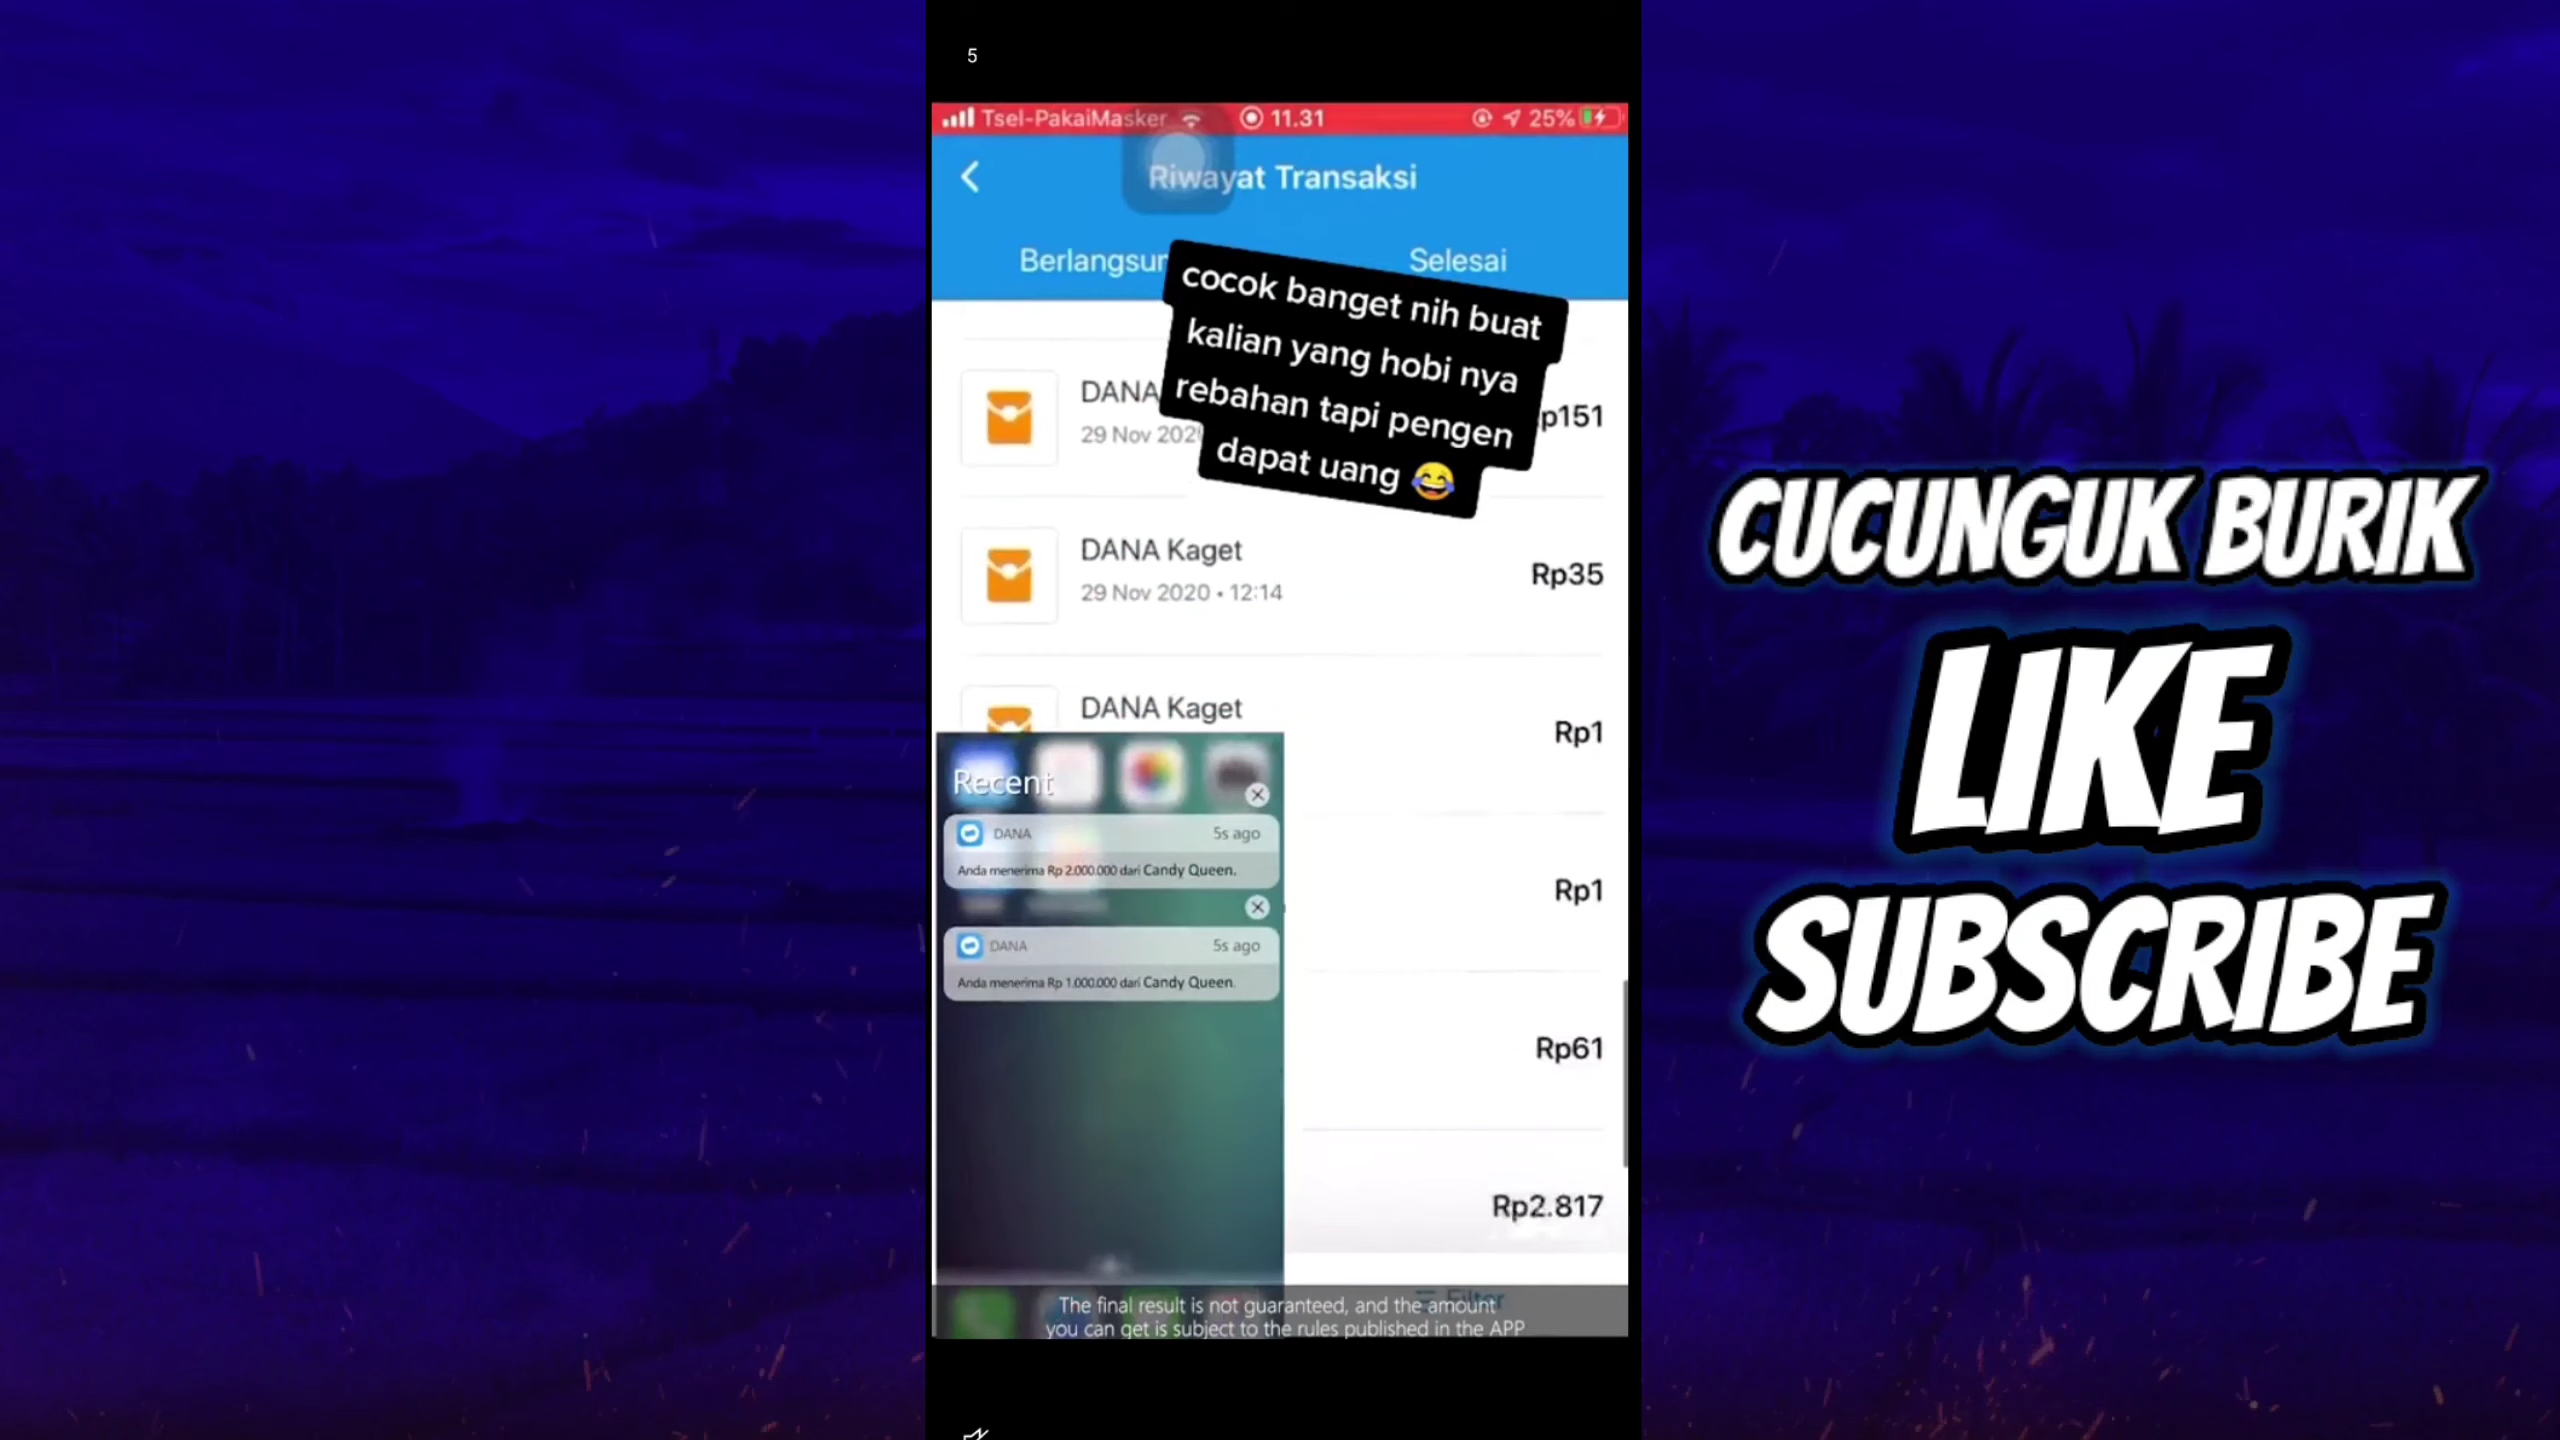 5
Tsel-PakaiMasker
11.31
25%
Riwayat Transaksi
Selesai
cocok banget nih buat
kalian yang hobi nya
rebahan tapi pengen
dapat uang 😂
DANA
29 Nov
p151
DANA Kaget
29 Nov 2020 • 12:14
Rp35
DANA Kaget
Rp1
Recent
DANA
5s ago
Anda menerima Rp 2.000.000 dari Candy Queen.
Rp1
DANA
5s ago
Anda menerima Rp 1.000.000 dari Candy Queen.
Rp61
Rp2.817
Filter
The final result is not guaranteed, and the amount
you can get is subject to the rules published in the APP
CUCUNGUK BURIK
LIKE
SUBSCRIBE